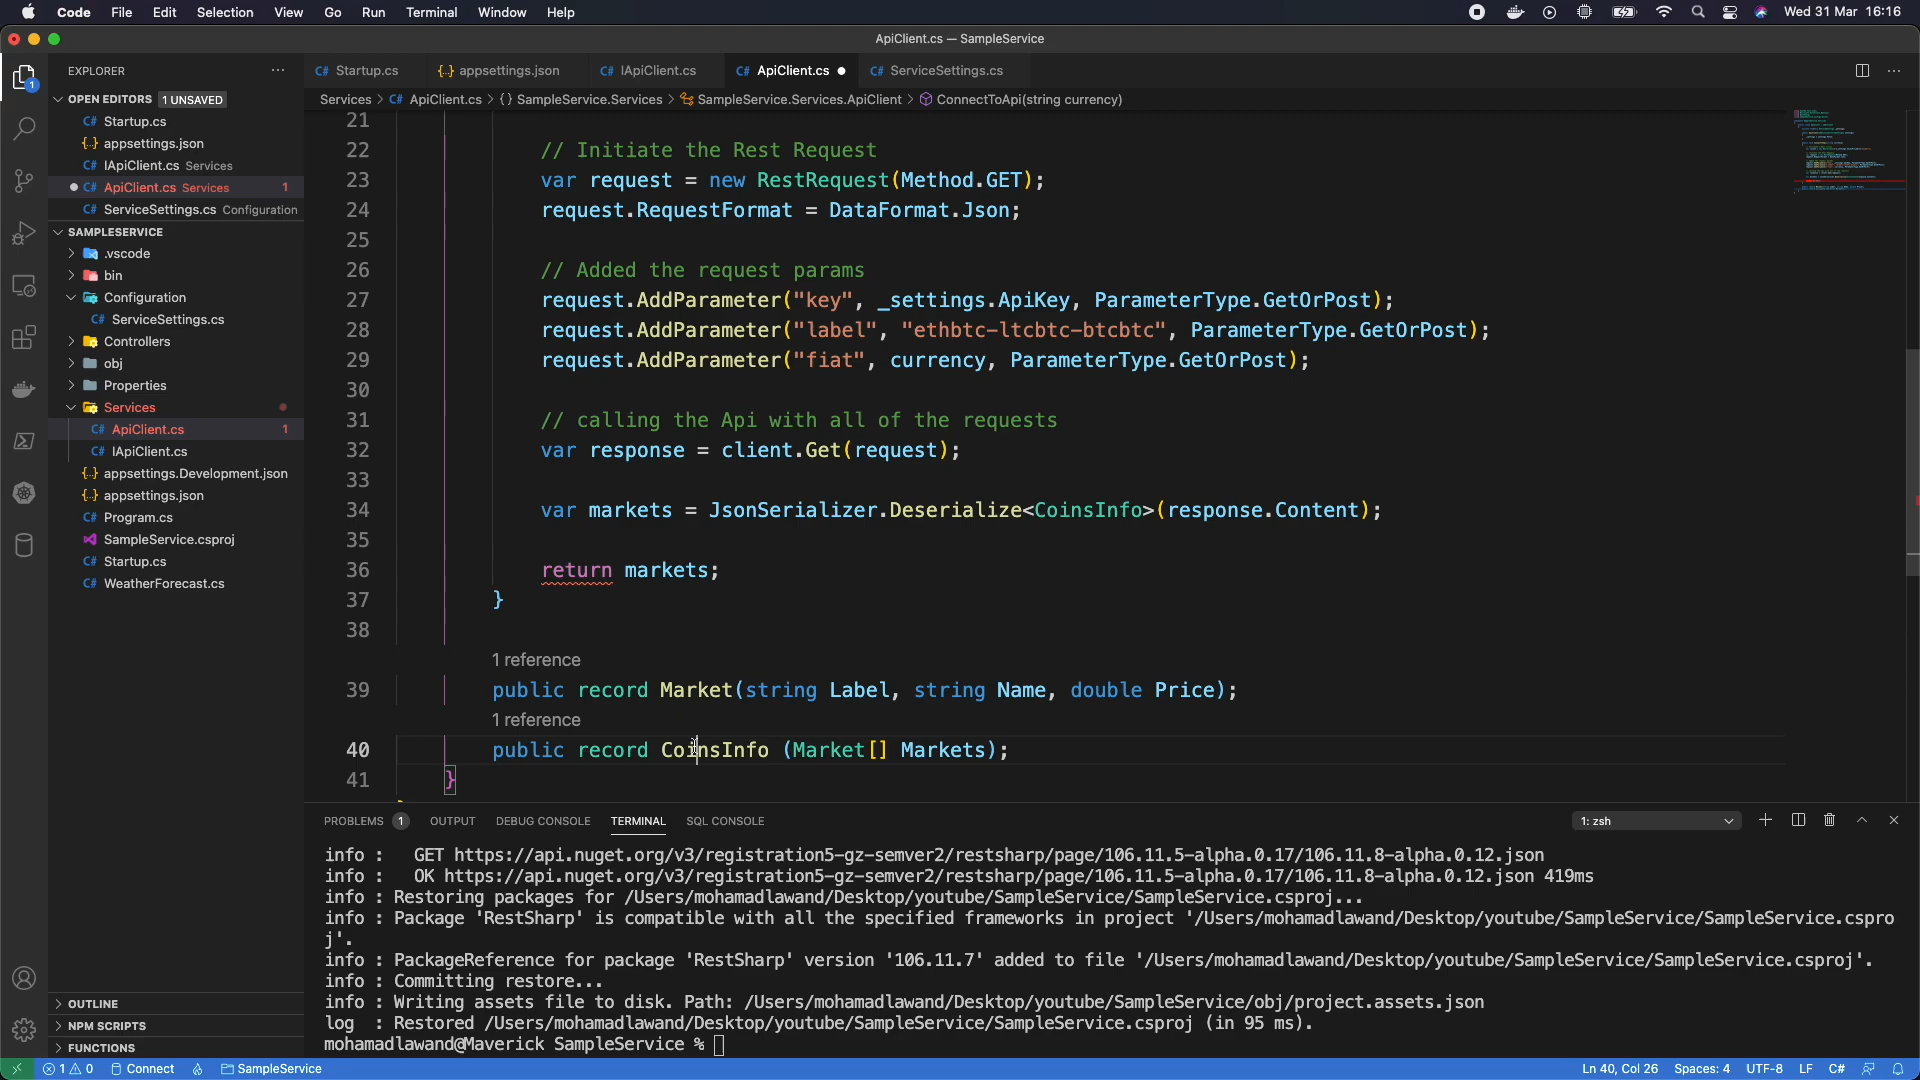 Code File Edit Selection View Go Run Terminal Window Help Wed 31 Mar 16:16
ApiClient.cs — SampleService
EXPLORER
Startup.cs appsettings.json IApiClient.cs ApiClient.cs ServiceSettings.cs
OPEN EDITORS 1 UNSAVED
Services > ApiClient.cs > {} SampleService.Services > SampleService.Services.ApiClient > ConnectToApi(string currency)
C# Startup.cs
{..} appsettings.json
C# IApiClient.cs Services
C# ApiClient.cs Services 1
C# ServiceSettings.cs Configuration
SAMPLESERVICE
.vscode
bin
Configuration
C# ServiceSettings.cs
Controllers
obj
Properties
Services
C# ApiClient.cs 1
C# IApiClient.cs
{..} appsettings.Development.json
{..} appsettings.json
C# Program.cs
SampleService.csproj
C# Startup.cs
C# WeatherForecast.cs
OUTLINE
NPM SCRIPTS
FUNCTIONS
21
22 // Initiate the Rest Request
23 var request = new RestRequest(Method.GET);
24 request.RequestFormat = DataFormat.Json;
25
26 // Added the request params
27 request.AddParameter("key", _settings.ApiKey, ParameterType.GetOrPost);
28 request.AddParameter("label", "ethbtc-ltcbtc-btcbtc", ParameterType.GetOrPost);
29 request.AddParameter("fiat", currency, ParameterType.GetOrPost);
30
31 // calling the Api with all of the requests
32 var response = client.Get(request);
33
34 var markets = JsonSerializer.Deserialize<CoinsInfo>(response.Content);
35
36 return markets;
37 }
38
1 reference
39 public record Market(string Label, string Name, double Price);
1 reference
40 public record CoinsInfo (Market[] Markets);
41 }
PROBLEMS 1 OUTPUT DEBUG CONSOLE TERMINAL SQL CONSOLE 1: zsh
info : GET https://api.nuget.org/v3/registration5-gz-semver2/restsharp/page/106.11.5-alpha.0.17/106.11.8-alpha.0.12.json
info : OK https://api.nuget.org/v3/registration5-gz-semver2/restsharp/page/106.11.5-alpha.0.17/106.11.8-alpha.0.12.json 419ms
info : Restoring packages for /Users/mohamadlawand/Desktop/youtube/SampleService/SampleService.csproj...
info : Package 'RestSharp' is compatible with all the specified frameworks in project '/Users/mohamadlawand/Desktop/youtube/SampleService/SampleService.cspro
j'.
info : PackageReference for package 'RestSharp' version '106.11.7' added to file '/Users/mohamadlawand/Desktop/youtube/SampleService/SampleService.csproj'.
info : Committing restore...
info : Writing assets file to disk. Path: /Users/mohamadlawand/Desktop/youtube/SampleService/obj/project.assets.json
log : Restored /Users/mohamadlawand/Desktop/youtube/SampleService/SampleService.csproj (in 95 ms).
mohamadlawand@Maverick SampleService %
1 0 Connect SampleService Ln 40, Col 26 Spaces: 4 UTF-8 LF C#